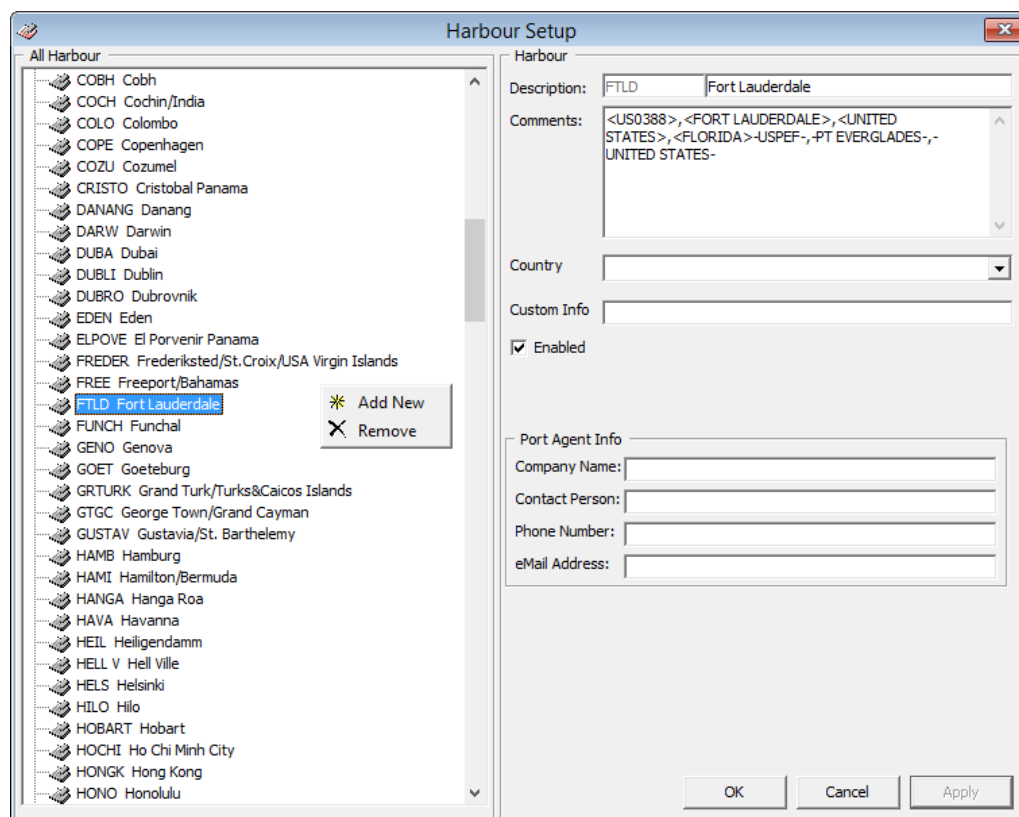 Harbour Setup
All Harbour
COBH Cobh
COCH Cochin/India
COLO Colombo
COPE Copenhagen
COZU Cozumel
CRISTO Cristobal Panama
DANANG Danang
DARW Darwin
DUBA Dubai
DUBLI Dublin
DUBRO Dubrovnik
EDEN Eden
ELPOVE El Porvenir Panama
FREDER Frederiksted/St.Croix/USA Virgin Islands
FREE Freeport/Bahamas
FTLD Fort Lauderdale
FUNCH Funchal
GENO Genova
GOET Goeteburg
GRTURK Grand Turk/Turks&Caicos Islands
GTGC George Town/Grand Cayman
GUSTAV Gustavia/St. Barthelemy
HAMB Hamburg
HAMI Hamilton/Bermuda
HANGA Hanga Roa
HAVA Havanna
HEIL Heiligendamm
HELL V Hell Ville
HELS Helsinki
HILO Hilo
HOBART Hobart
HOCHI Ho Chi Minh City
HONGK Hong Kong
HONO Honolulu
Add New
Remove
Harbour
Description: FTLD Fort Lauderdale
Comments: <US0388>,<FORT LAUDERDALE>,<UNITED
STATES>,<FLORIDA>-USPEF-,-PT EVERGLADES-,-
UNITED STATES-
Country
Custom Info
Enabled
Port Agent Info
Company Name:
Contact Person:
Phone Number:
eMail Address:
OK Cancel Apply